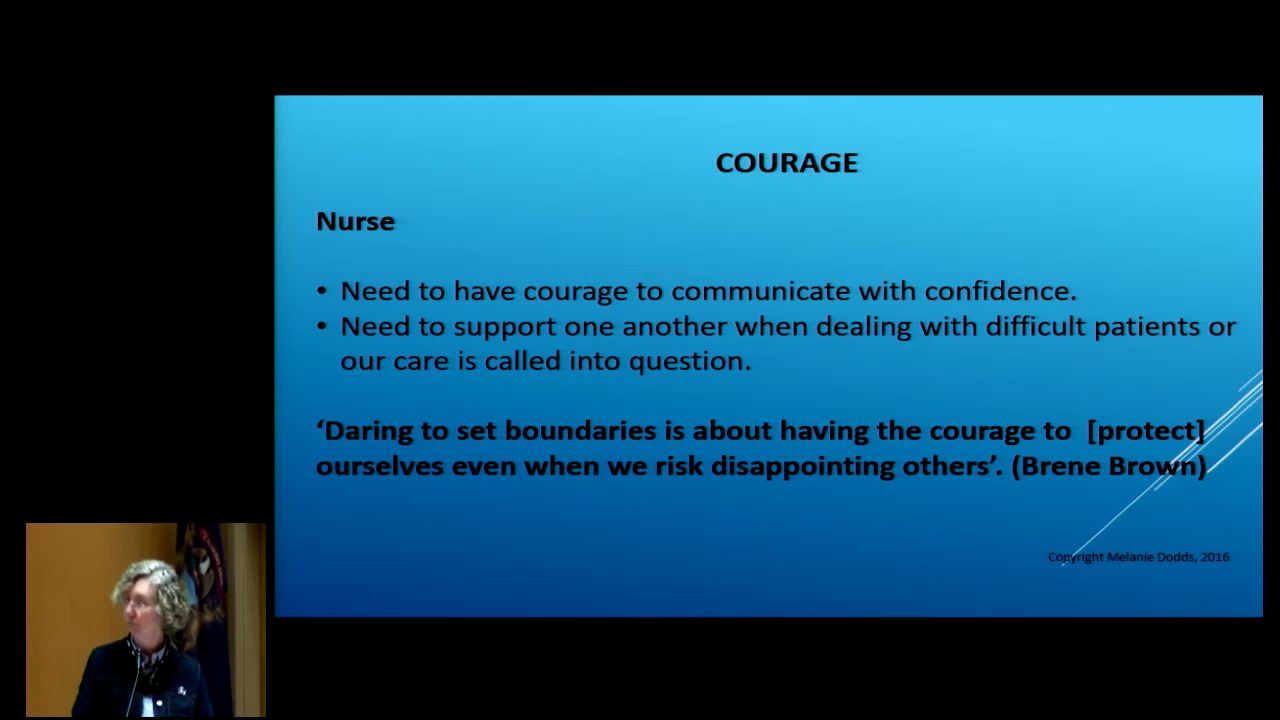 COURAGE
Nurse
• Need to have courage to communicate with confidence.
• Need to support one another when dealing with difficult patients or
our care is called into question.
‘Daring to set boundaries is about having the courage to [protect]
ourselves even when we risk disappointing others’. (Brene Brown)
Copyright Melanie Dodds, 2016